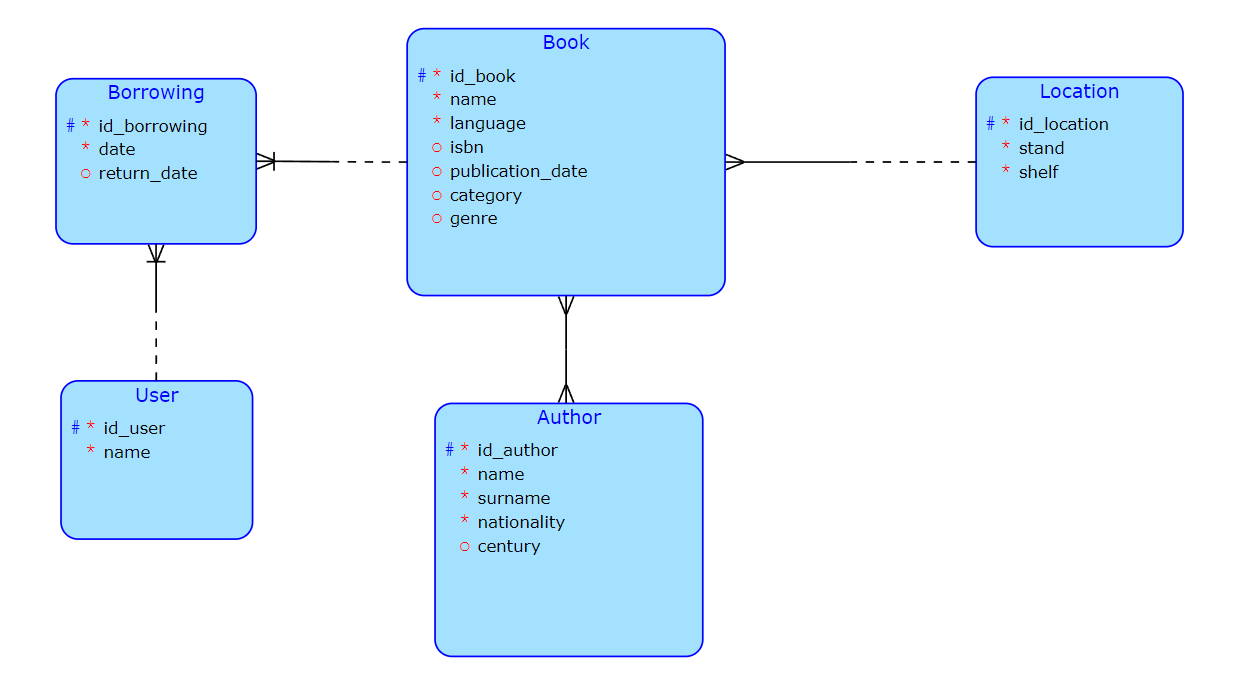 Borrowing
# * id_borrowing
* date
o return_date
Book
# * id_book
* name
* language
o isbn
o publication_date
o category
o genre
Location
# * id_location
* stand
* shelf
User
# * id_user
* name
Author
# * id_author
* name
* surname
* nationality
o century